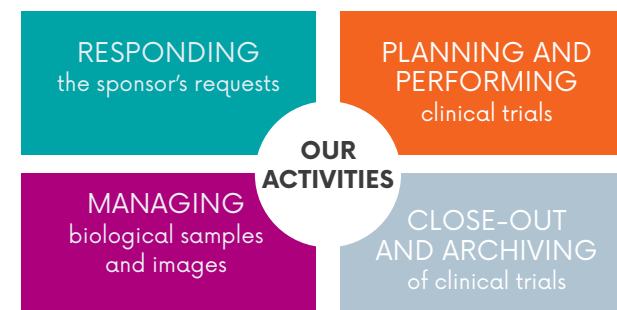 RESPONDING
the sponsor's requests
PLANNING AND
PERFORMING
clinical trials
OUR
ACTIVITIES
MANAGING
biological samples
and images
CLOSE-OUT
AND ARCHIVING
of clinical trials